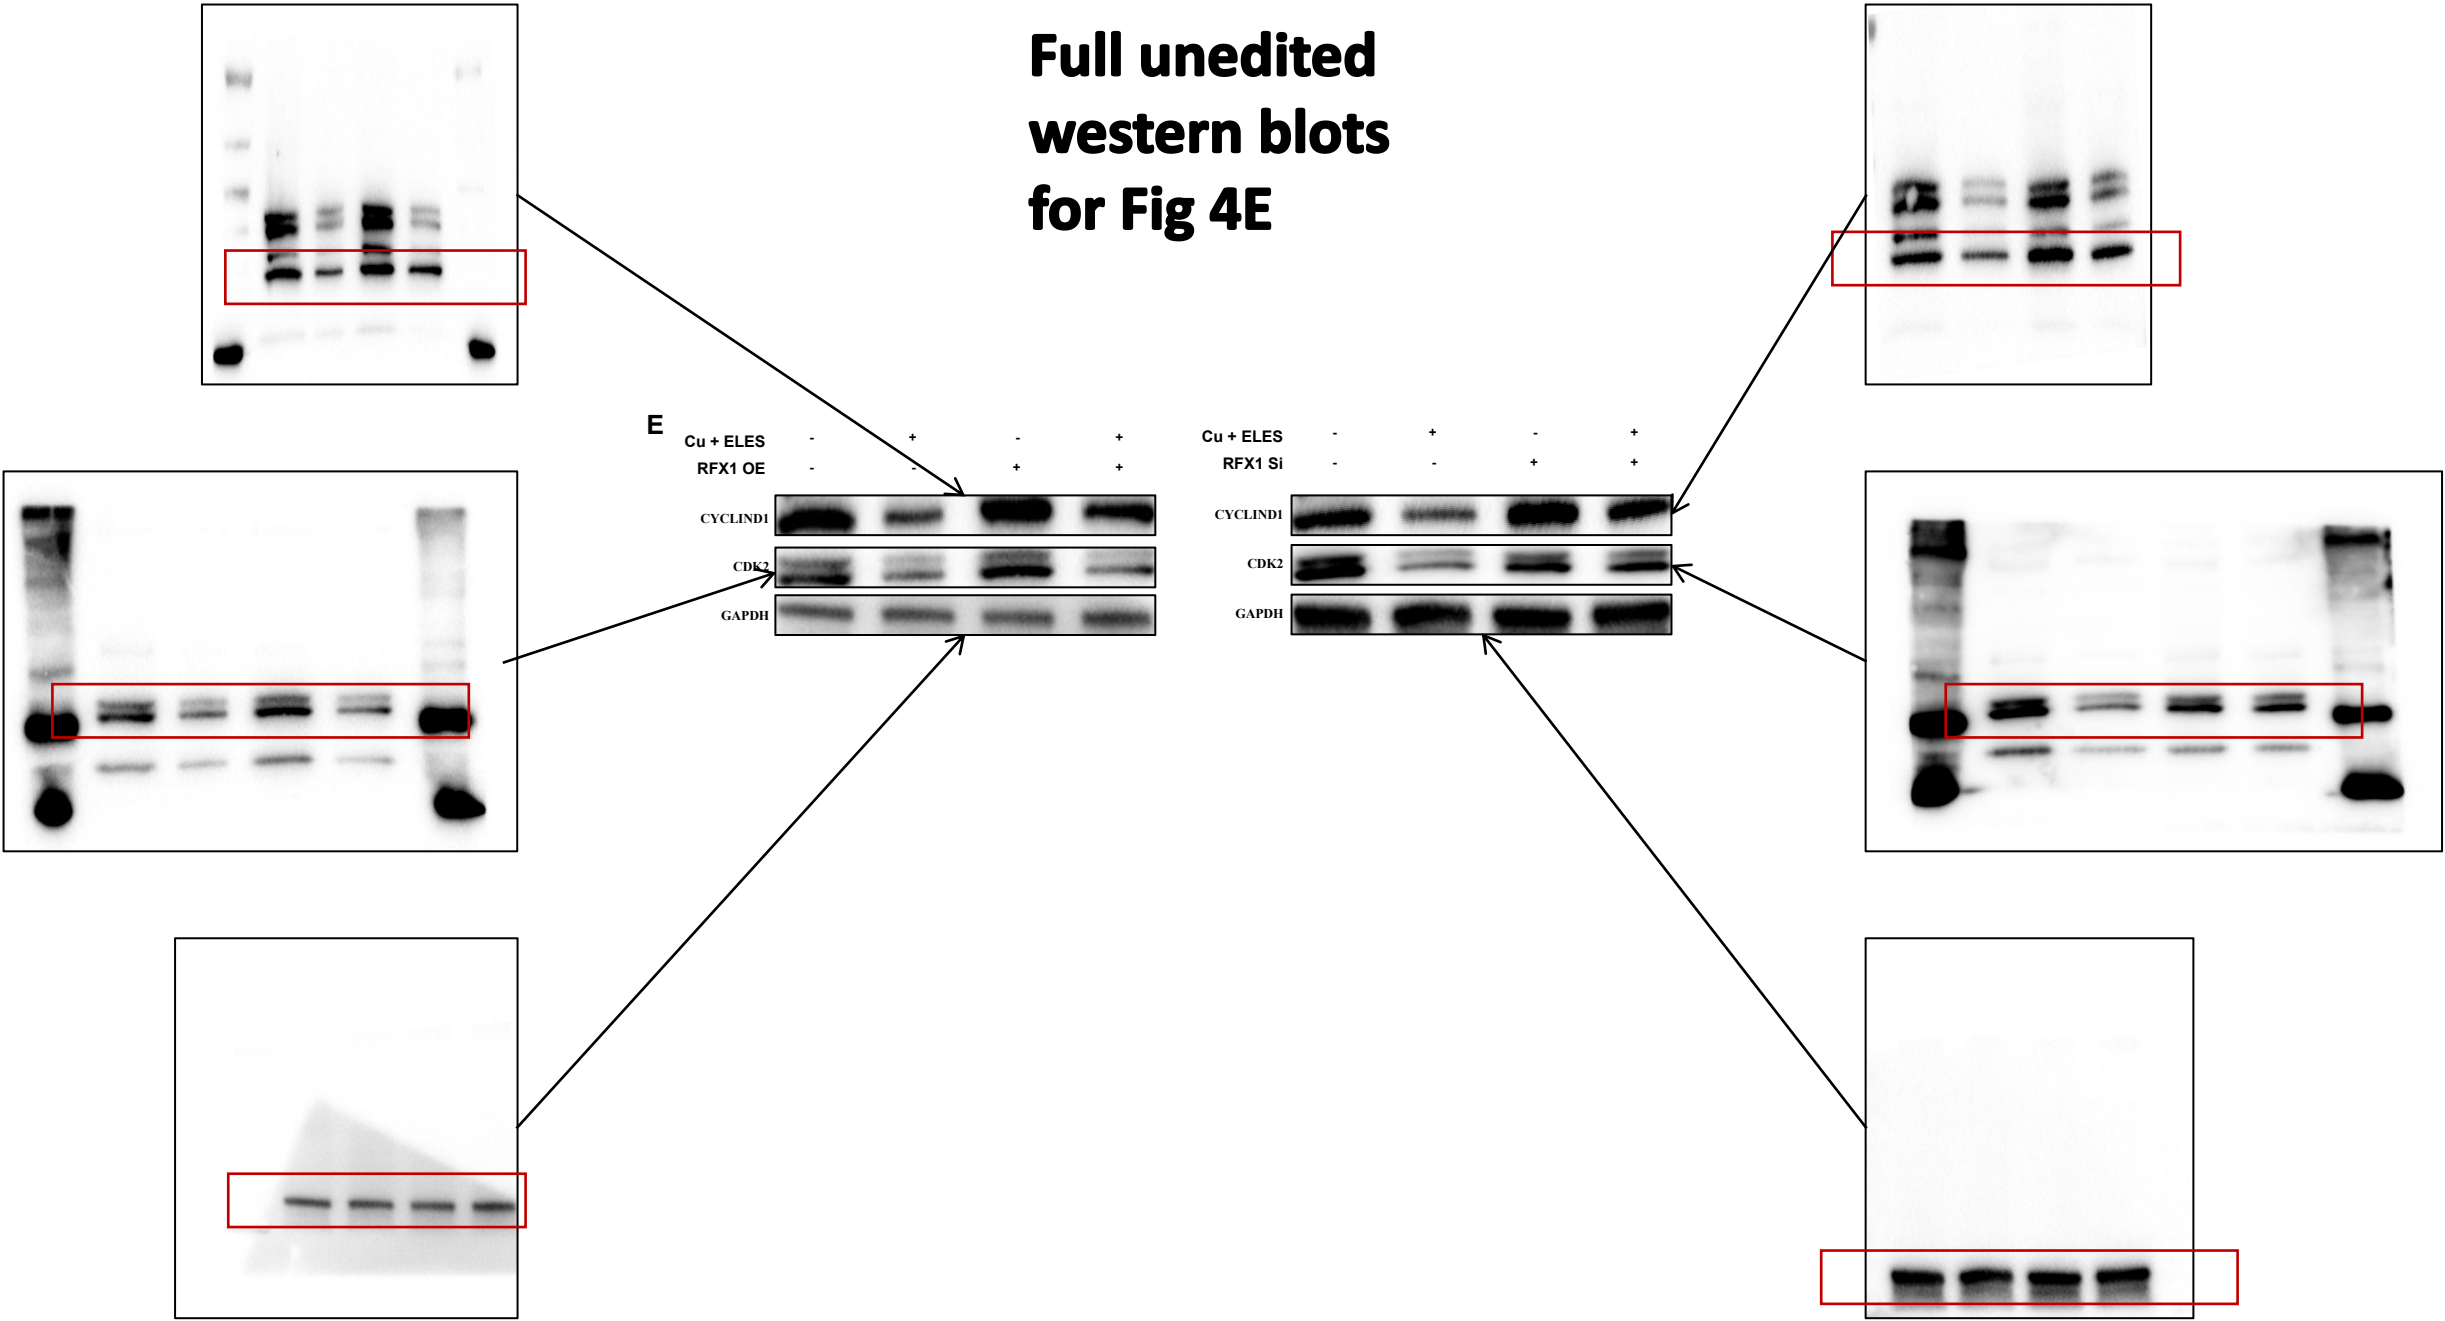 Full unedited
western blots
for Fig 4E
E
Cu + ELES - + - +
RFX1 OE - - + +
CYCLIND1
CDK2
GAPDH
Cu + ELES - + - +
RFX1 Si - - + +
CYCLIND1
CDK2
GAPDH